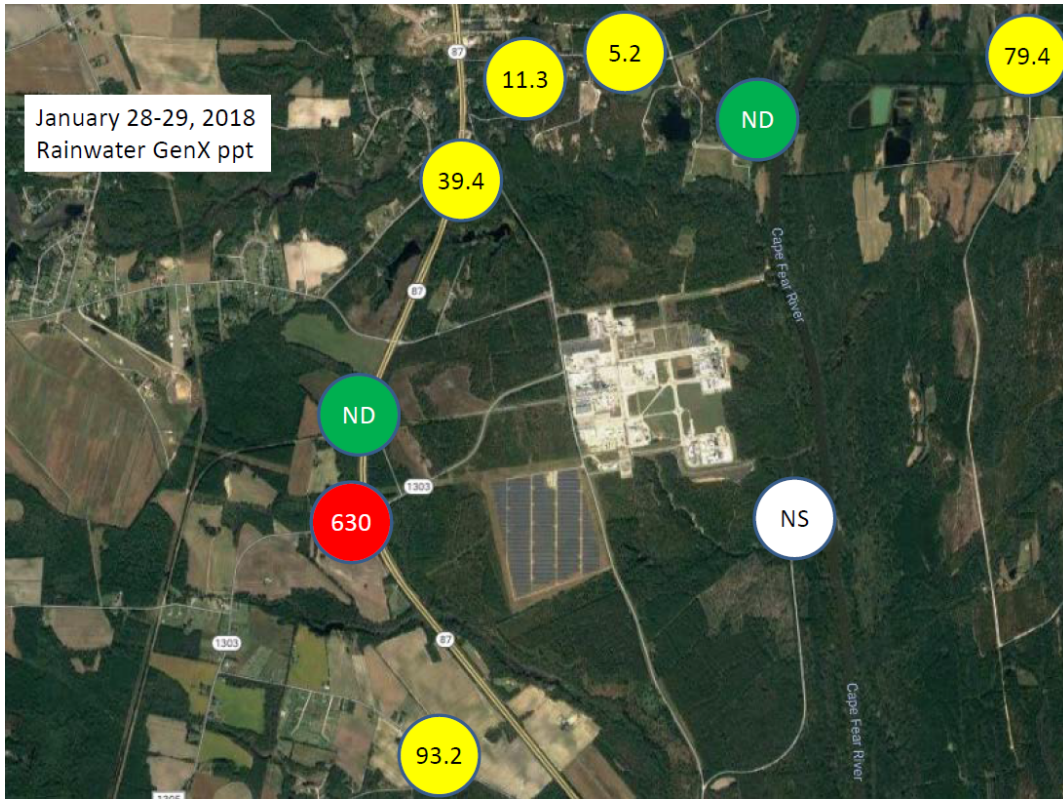 87
11.3
5.2
79.4
January 28-29, 2018
Rainwater GenX ppt
ND
39.4
Cape Fear River
87
ND
1303
630
NS
1303
87
Cape Fear River
93.2